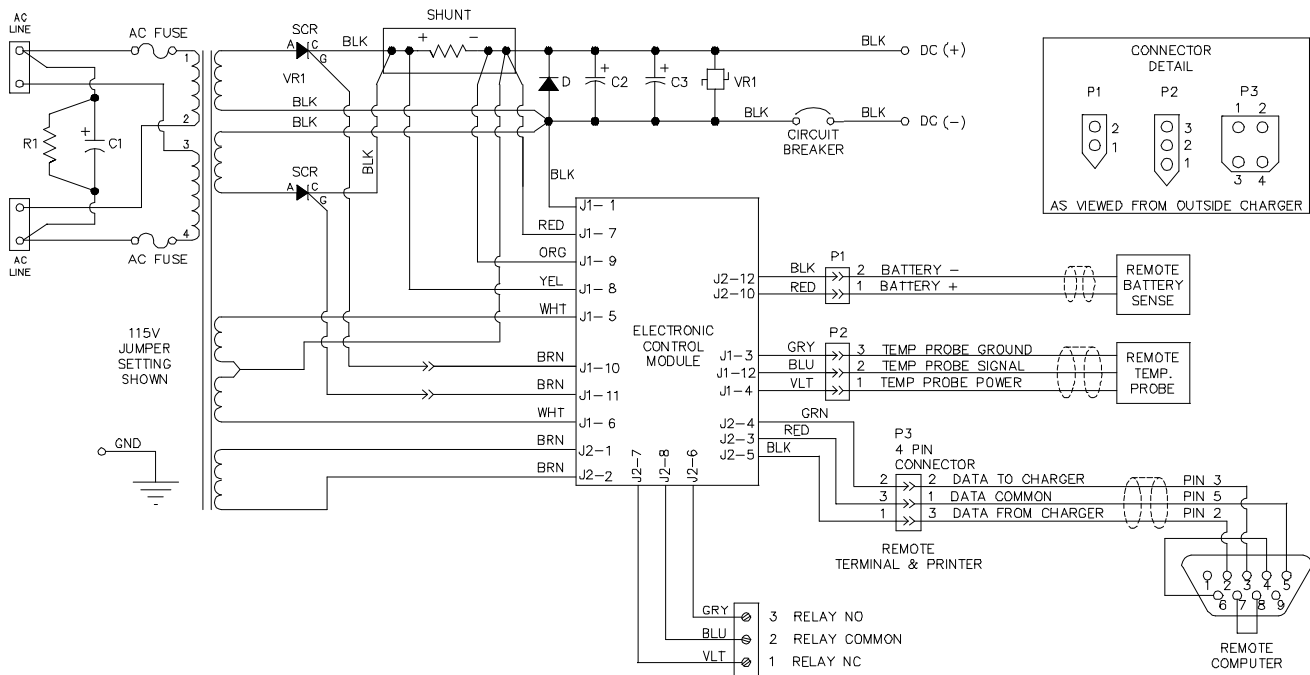 AC
LINE
AC FUSE
1
2
3
4
R1
+
C1
AC
LINE
AC FUSE
115V
JUMPER
SETTING
SHOWN
GND
SCR
A
C
G
VR1
BLK
SHUNT
+ −
BLK
BLK
SCR
A
C
G
BLK
BLK
D
+
C2
+
C3
VR1
BLK
DC (+)
BLK
CIRCUIT
BREAKER
BLK
DC (−)
CONNECTOR
DETAIL
P1
2
1
P2
3
2
1
P3
1 2
3 4
AS VIEWED FROM OUTSIDE CHARGER
J1- 1
RED
J1- 7
ORG
J1- 9
YEL
J1- 8
WHT
J1- 5
BRN
J1-10
BRN
J1-11
WHT
J1- 6
BRN
J2-1
BRN
J2-2
ELECTRONIC
CONTROL
MODULE
J2-7
J2-8
J2-6
J2-12
J2-10
J1-3
J1-12
J1-4
J2-4
J2-3
J2-5
P1
BLK 2 BATTERY −
RED 1 BATTERY +
REMOTE
BATTERY
SENSE
P2
GRY 3 TEMP PROBE GROUND
BLU 2 TEMP PROBE SIGNAL
VLT 1 TEMP PROBE POWER
REMOTE
TEMP.
PROBE
GRN
RED
BLK
P3
4 PIN
CONNECTOR
2 2 DATA TO CHARGER PIN 3
3 1 DATA COMMON PIN 5
1 3 DATA FROM CHARGER PIN 2
REMOTE
TERMINAL & PRINTER
1 2 3 4 5
6 7 8 9
REMOTE
COMPUTER
GRY 3 RELAY NO
BLU 2 RELAY COMMON
VLT 1 RELAY NC